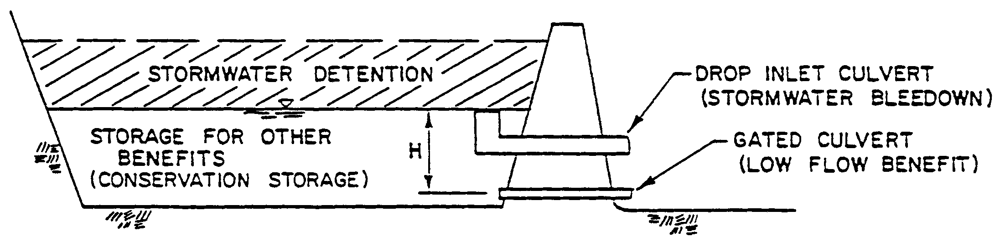 STORMWATER DETENTION
DROP INLET CULVERT
(STORMWATER BLEEDOWN)
STORAGE FOR OTHER
BENEFITS
(CONSERVATION STORAGE)
H
GATED CULVERT
(LOW FLOW BENEFIT)